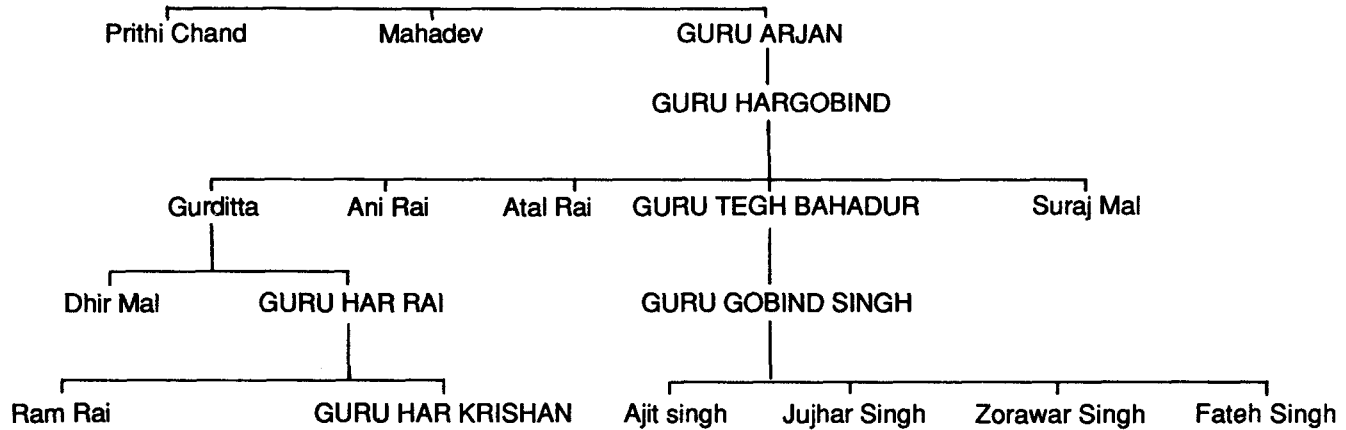 Prithi Chand Mahadev GURU ARJAN
GURU HARGOBIND
Gurditta Ani Rai Atal Rai GURU TEGH BAHADUR Suraj Mal
Dhir Mal GURU HAR RAI GURU GOBIND SINGH
Ram Rai GURU HAR KRISHAN Ajit singh Jujhar Singh Zorawar Singh Fateh Singh